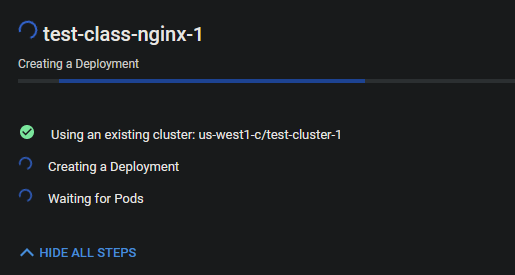 test-class-nginx-1
Creating a Deployment
Using an existing cluster: us-west1-c/test-cluster-1
Creating a Deployment
Waiting for Pods
HIDE ALL STEPS